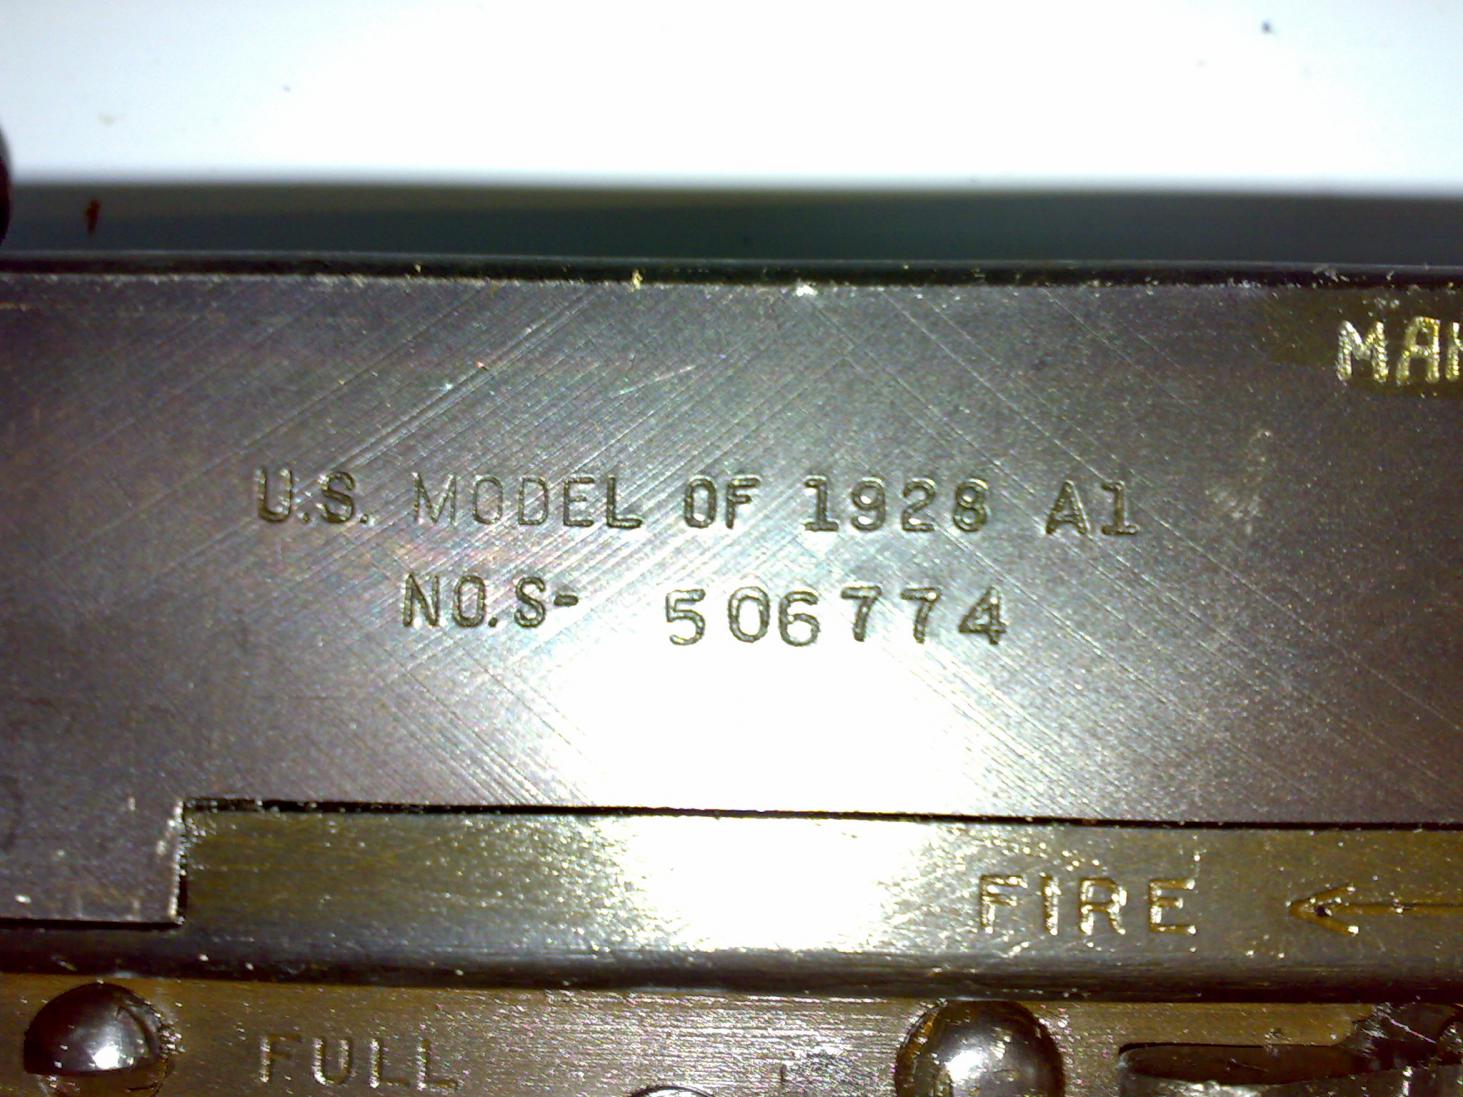 U.S. MODEL OF 1928 A1
NO.S- 506774
FIRE
FULL